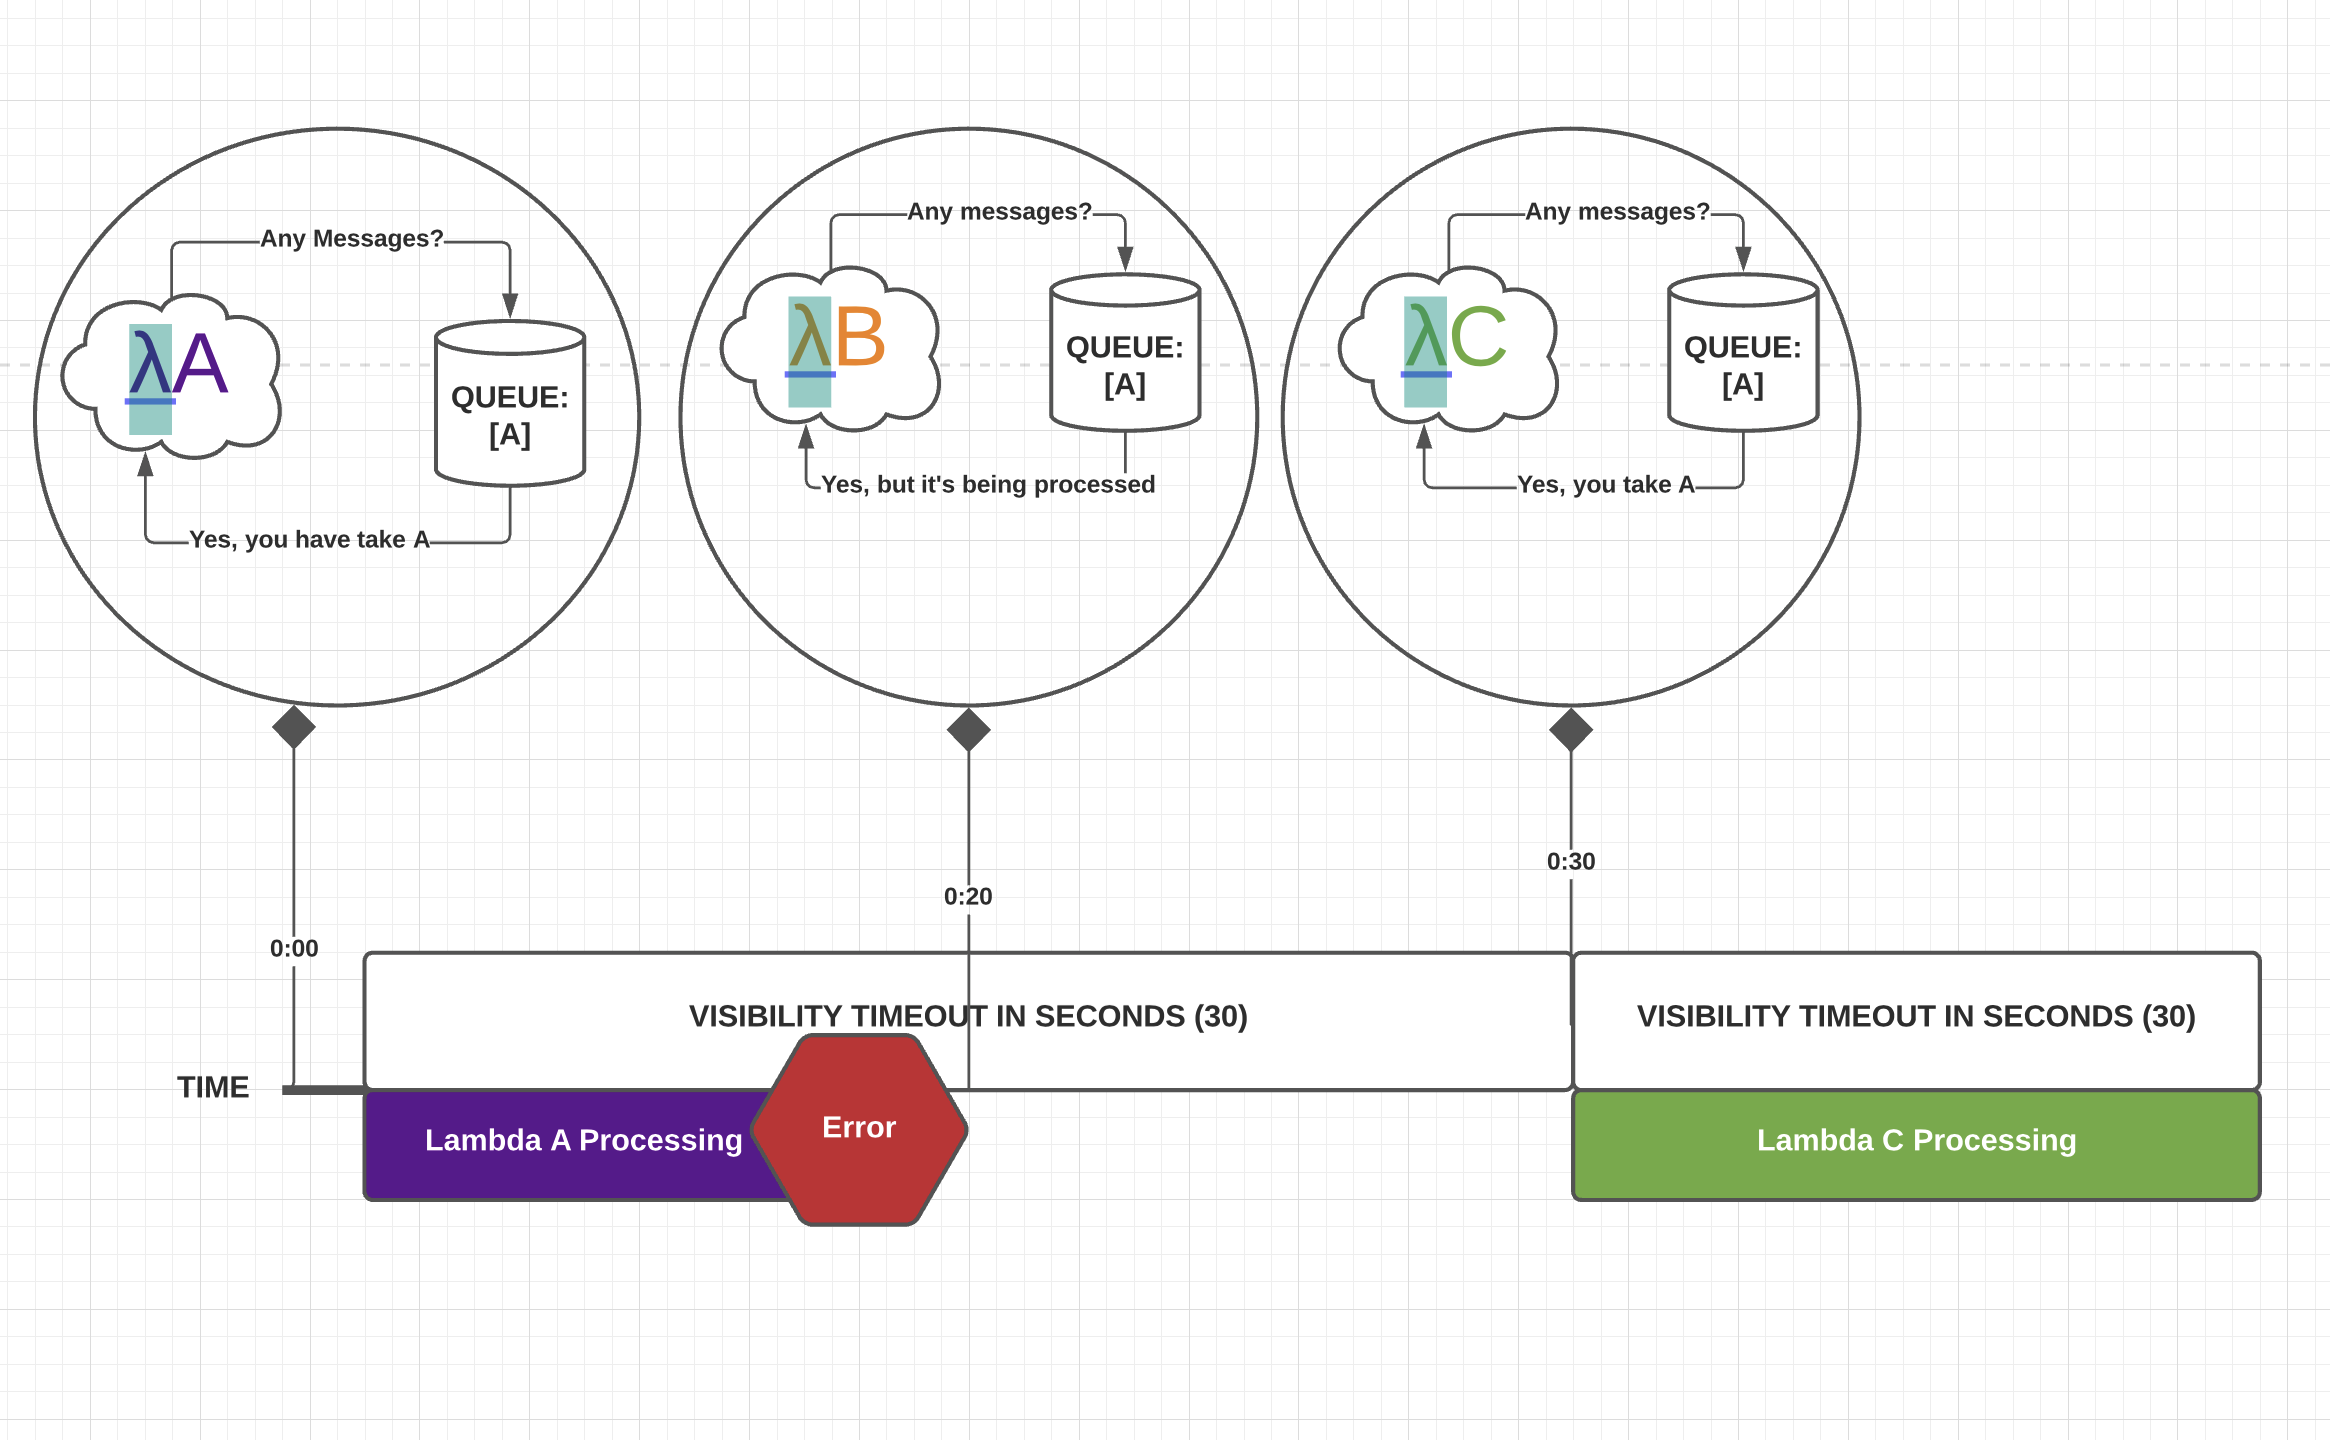 Any Messages?
λA
QUEUE:
[A]
Yes, you have take A
Any messages?
λB
QUEUE:
[A]
Yes, but it's being processed
Any messages?
λC
QUEUE:
[A]
Yes, you take A
0:00
0:20
0:30
VISIBILITY TIMEOUT IN SECONDS (30)
VISIBILITY TIMEOUT IN SECONDS (30)
TIME
Lambda A Processing
Error
Lambda C Processing